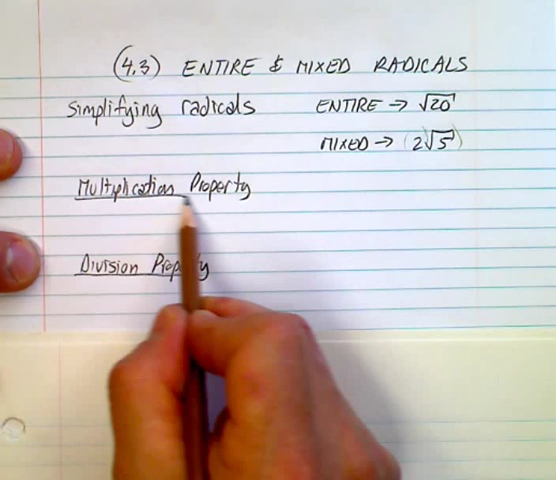 (4.3) ENTIRE & MIXED RADICALS
Simplifying radicals ENTIRE → √20
MIXED → (2√5)
Multiplication Property
Division Property